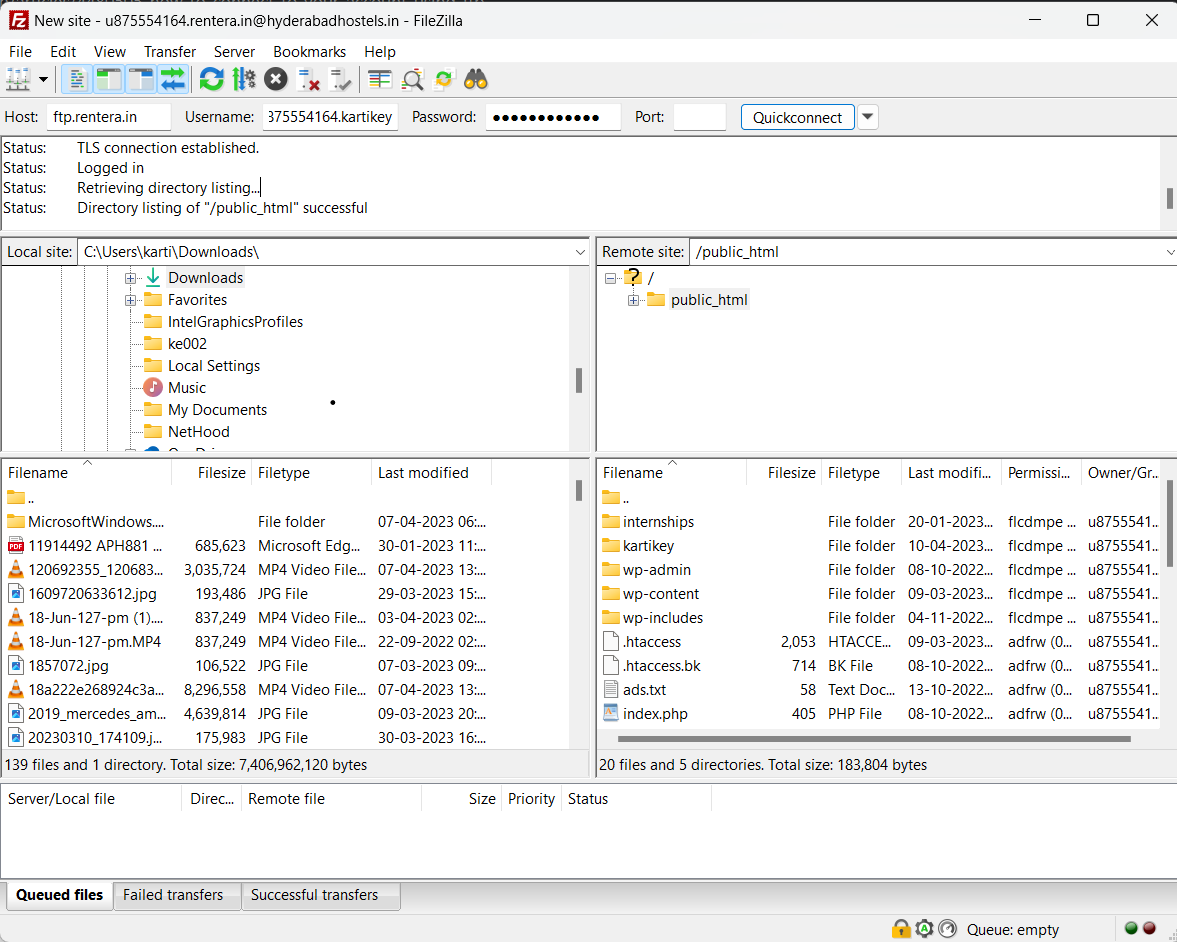 New site - u875554164.rentera.in@hyderabadhostels.in - FileZilla
File Edit View Transfer Server Bookmarks Help
Host: ftp.rentera.in Username: 375554164.kartikey Password: ●●●●●●●●●●●● Port: Quickconnect
Status: TLS connection established.
Status: Logged in
Status: Retrieving directory listing...
Status: Directory listing of "/public_html" successful
Local site: C:\Users\karti\Downloads\
Downloads
Favorites
IntelGraphicsProfiles
ke002
Local Settings
Music
My Documents
NetHood
Remote site: /public_html
/
public_html
Filename Filesize Filetype Last modified
..
MicrosoftWindows.... File folder 07-04-2023 06:...
11914492 APH881 ... 685,623 Microsoft Edg... 30-01-2023 11:...
120692355_120683... 3,035,724 MP4 Video File... 07-04-2023 13:...
1609720633612.jpg 193,486 JPG File 29-03-2023 15:...
18-Jun-127-pm (1).... 837,249 MP4 Video File... 03-04-2023 02:...
18-Jun-127-pm.MP4 837,249 MP4 Video File... 22-09-2022 02:...
1857072.jpg 106,522 JPG File 07-03-2023 09:...
18a222e268924c3a... 8,296,558 MP4 Video File... 07-04-2023 13:...
2019_mercedes_am... 4,639,814 JPG File 09-03-2023 20:...
20230310_174109.j... 175,983 JPG File 30-03-2023 16:...
139 files and 1 directory. Total size: 7,406,962,120 bytes
Filename Filesize Filetype Last modifi... Permissi... Owner/Gr...
..
internships File folder 20-01-2023... flcdmpe ... u8755541...
kartikey File folder 10-04-2023... flcdmpe ... u8755541...
wp-admin File folder 08-10-2022... flcdmpe ... u8755541...
wp-content File folder 09-03-2023... flcdmpe ... u8755541...
wp-includes File folder 04-11-2022... flcdmpe ... u8755541...
.htaccess 2,053 HTACCE... 09-03-2023... adfrw (0... u8755541...
.htaccess.bk 714 BK File 08-10-2022... adfrw (0... u8755541...
ads.txt 58 Text Doc... 13-10-2022... adfrw (0... u8755541...
index.php 405 PHP File 08-10-2022... adfrw (0... u8755541...
20 files and 5 directories. Total size: 183,804 bytes
Server/Local file Direc... Remote file Size Priority Status
Queued files Failed transfers Successful transfers
Queue: empty